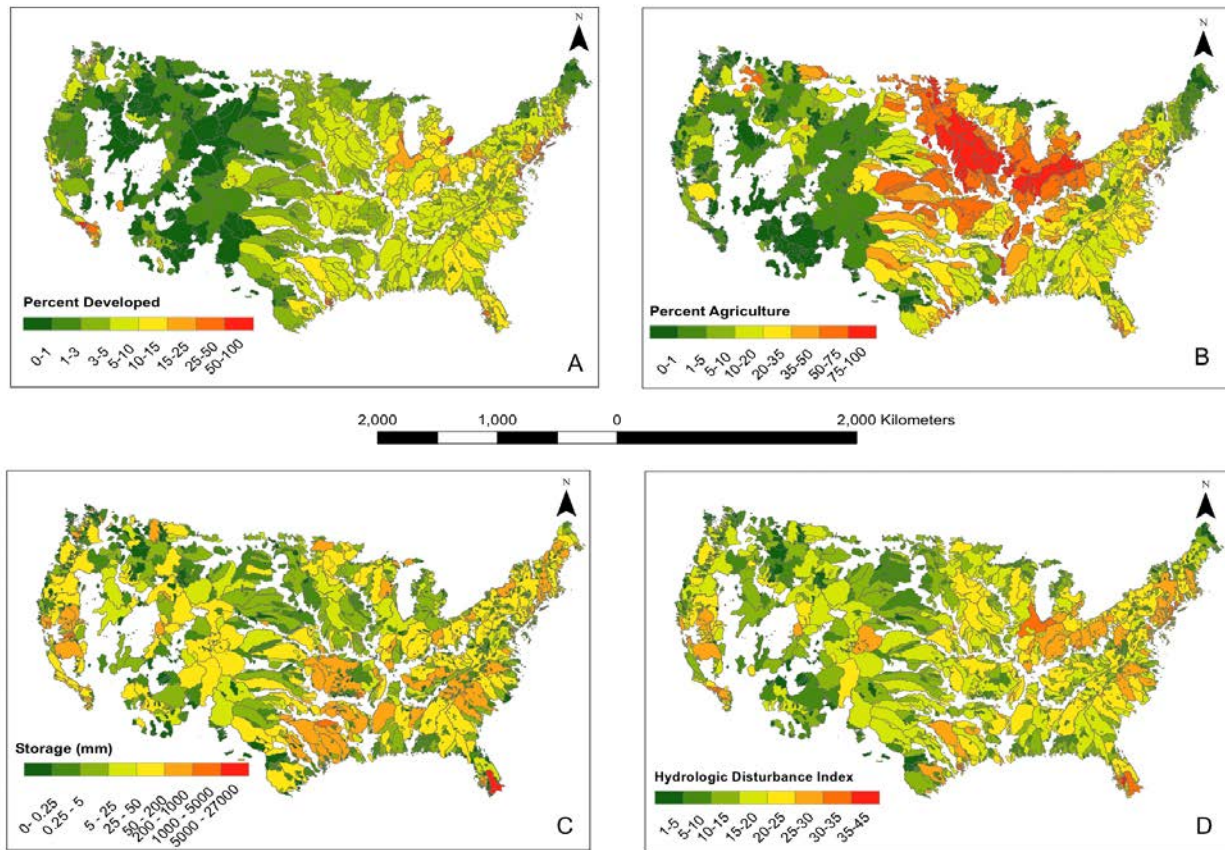 N
N
Percent Developed
0-1
1-3
3-5
5-10
10-15
15-25
25-50
50-100
A
Percent Agriculture
0-1
1-5
5-10
10-20
20-35
35-50
50-75
75-100
B
2,000 1,000 0 2,000 Kilometers
N
N
Storage (mm)
0- 0.25
0.25 - 5
5 - 25
25 - 50
50 - 200
200 - 1000
1000 - 5000
5000 - 27000
C
Hydrologic Disturbance Index
1-5
5-10
10-15
15-20
20-25
25-30
30-35
35-45
D